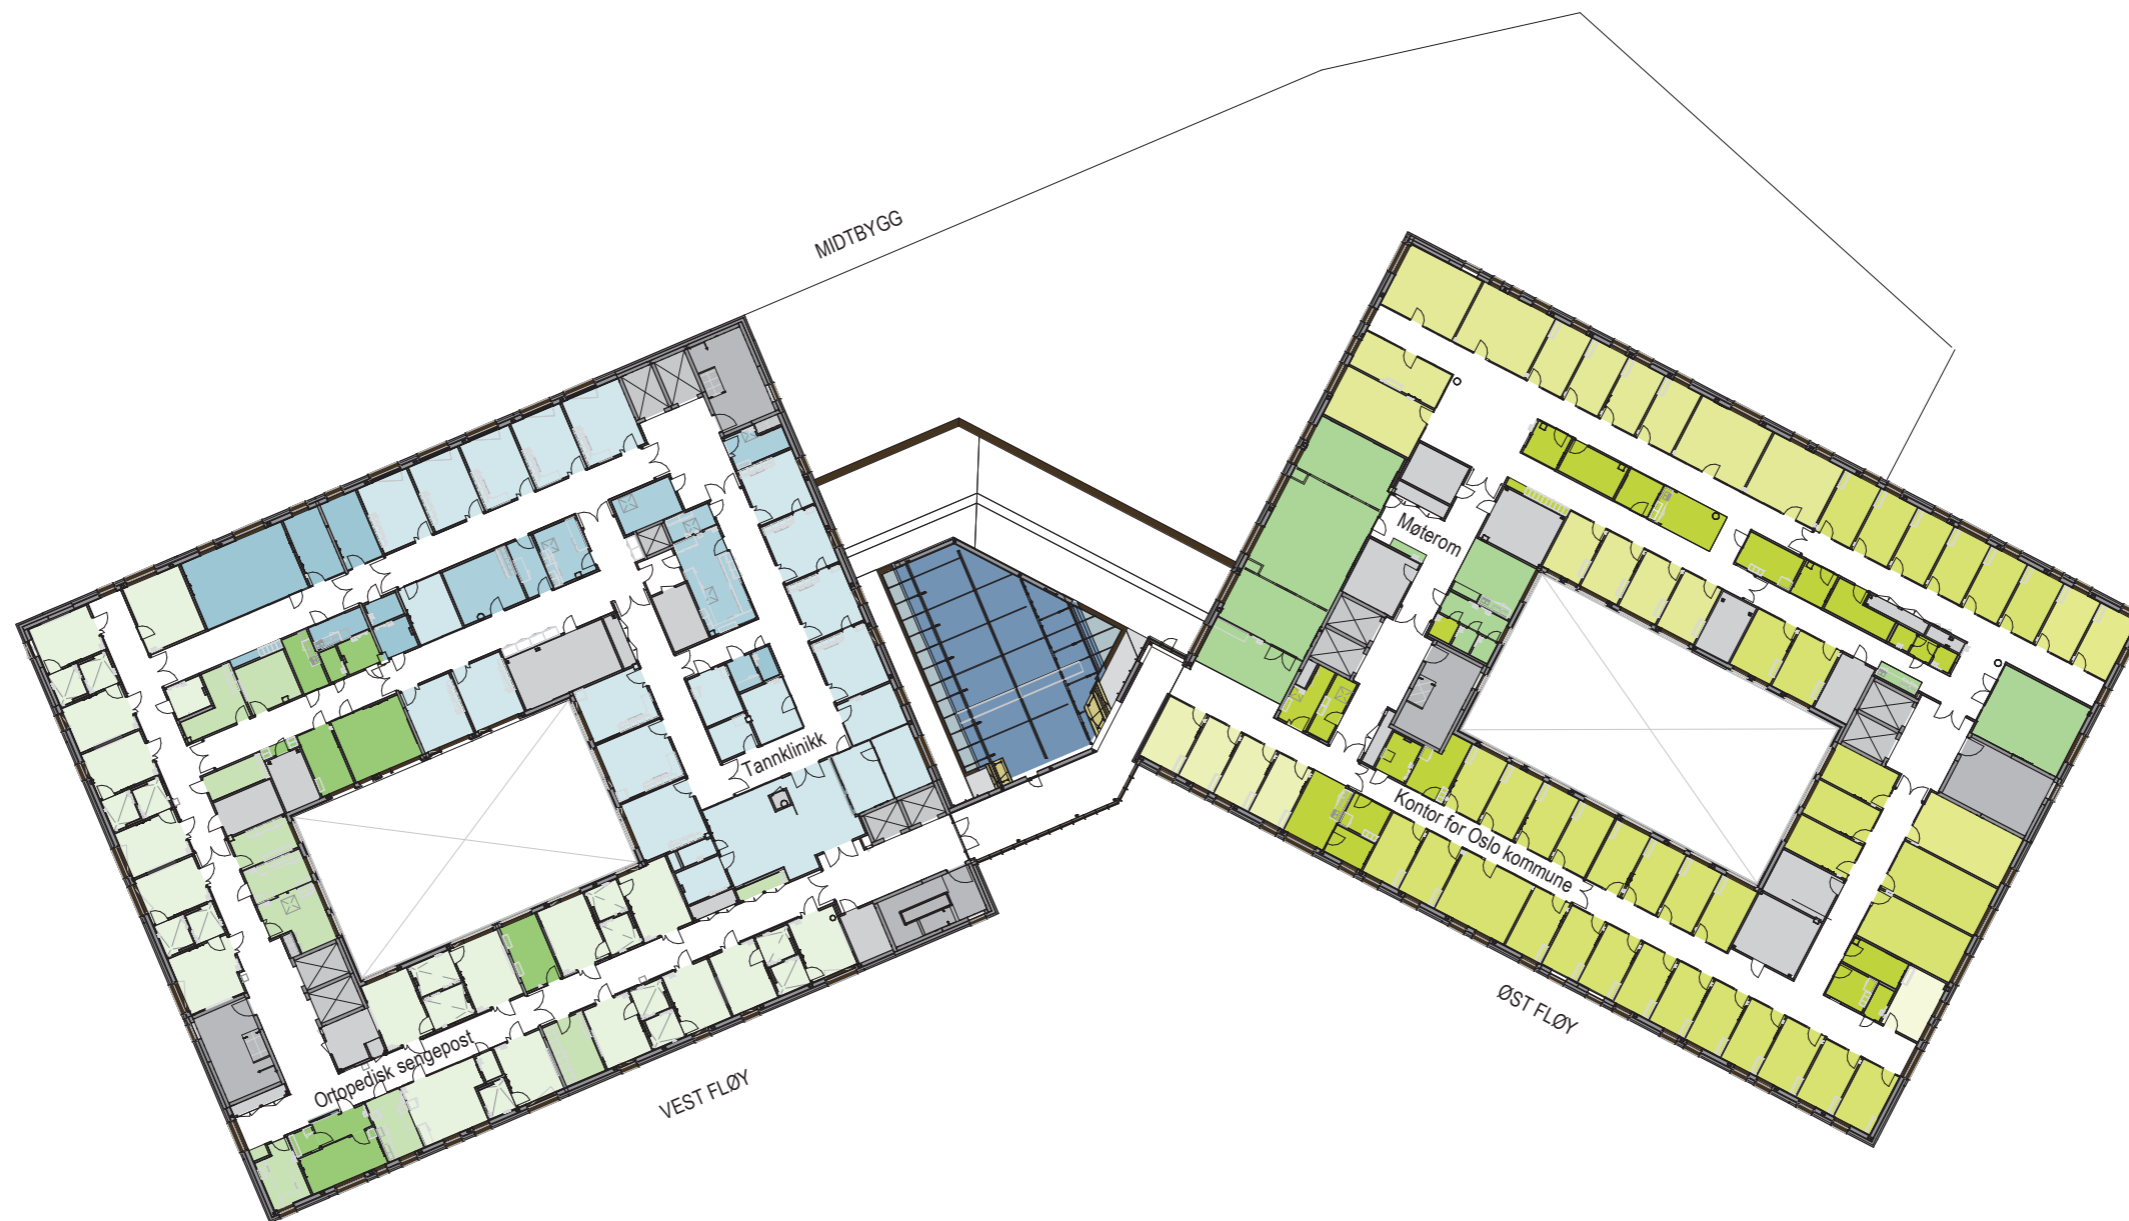 MIDTBYGG
Møterom
Tannklinikk
Kontor for Oslo kommune
ØST FLØY
Ortopedisk sengepost
VEST FLØY